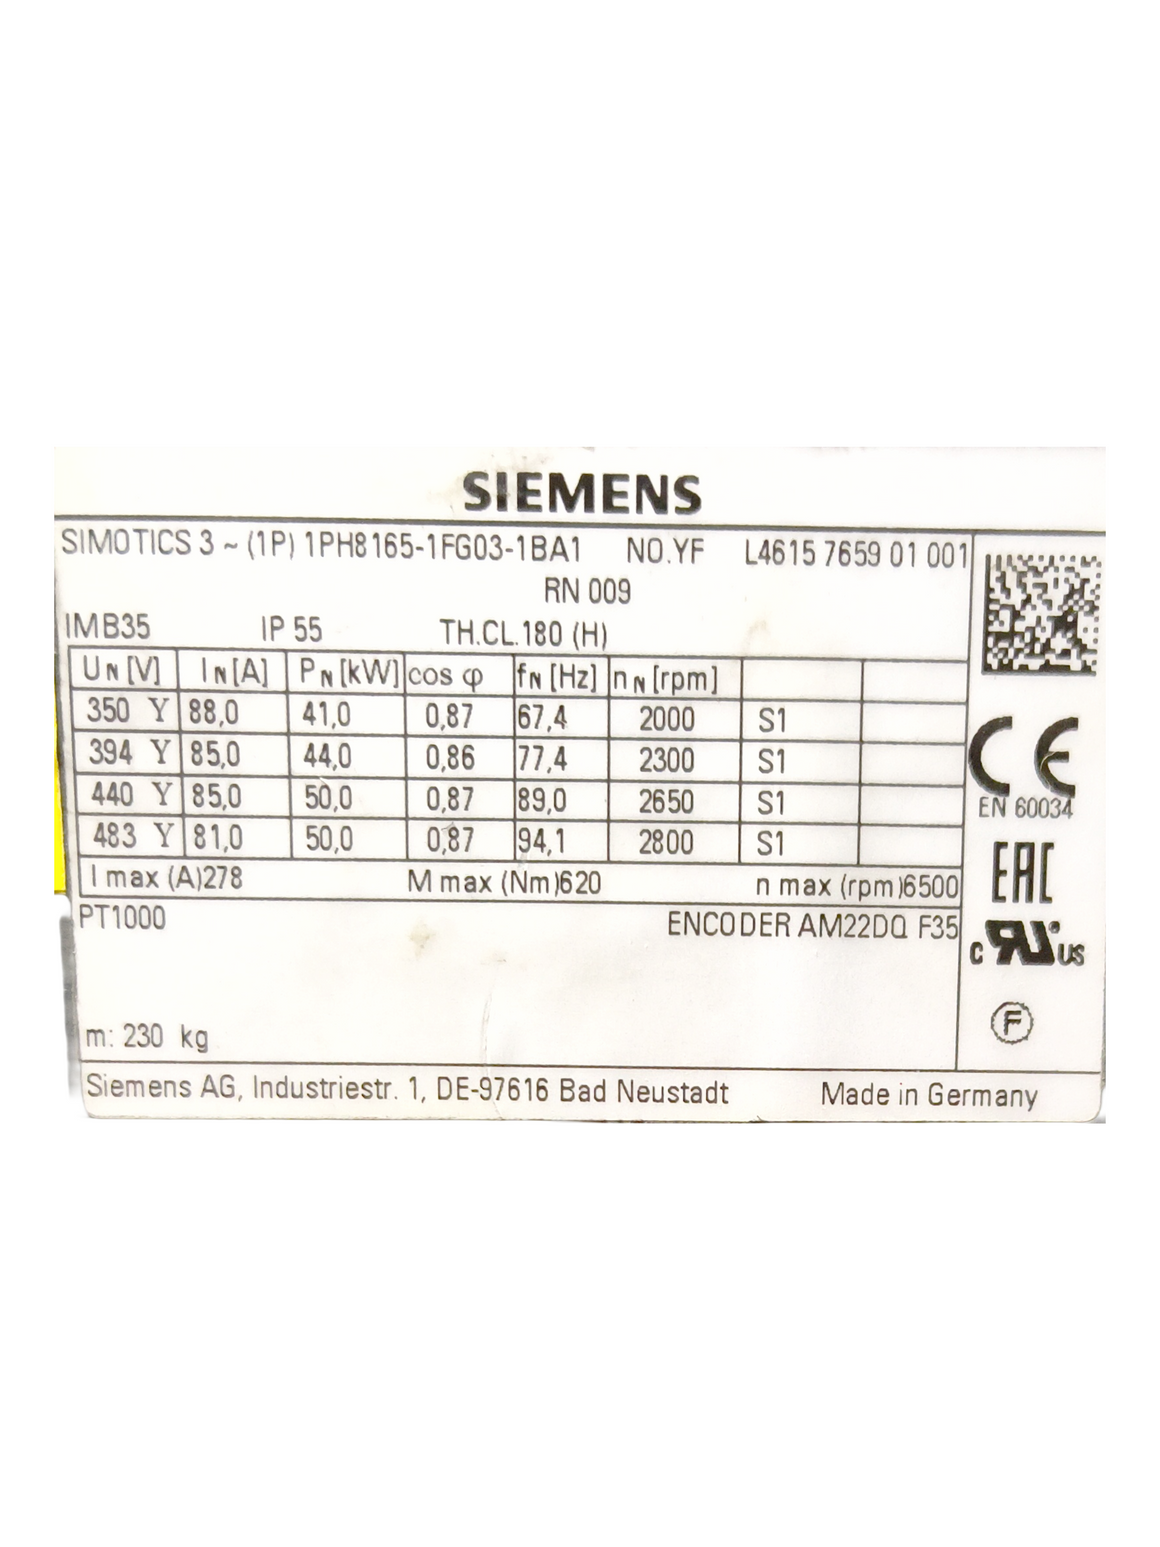 SIEMENS
SIMOTICS 3 ~ (1P) 1PH8165-1FG03-1BA1 NO.YF L46157659 01 001
RN 009
IMB35 IP 55 TH.CL.180 (H)
UN [V] IN [A] PN [kW] cos φ fN [Hz] nN [rpm]
350 Y 88,0 41,0 0,87 67,4 2000 S1
394 Y 85,0 44,0 0,86 77,4 2300 S1
440 Y 85,0 50,0 0,87 89,0 2650 S1
483 Y 81,0 50,0 0,87 94,1 2800 S1
I max (A)278 M max (Nm)620 n max (rpm)6500
PT1000 ENCODER AM22DQ F35
m: 230 kg
Siemens AG, Industriestr. 1, DE-97616 Bad Neustadt Made in Germany
CE
EN 60034
EAC
c RU US
F